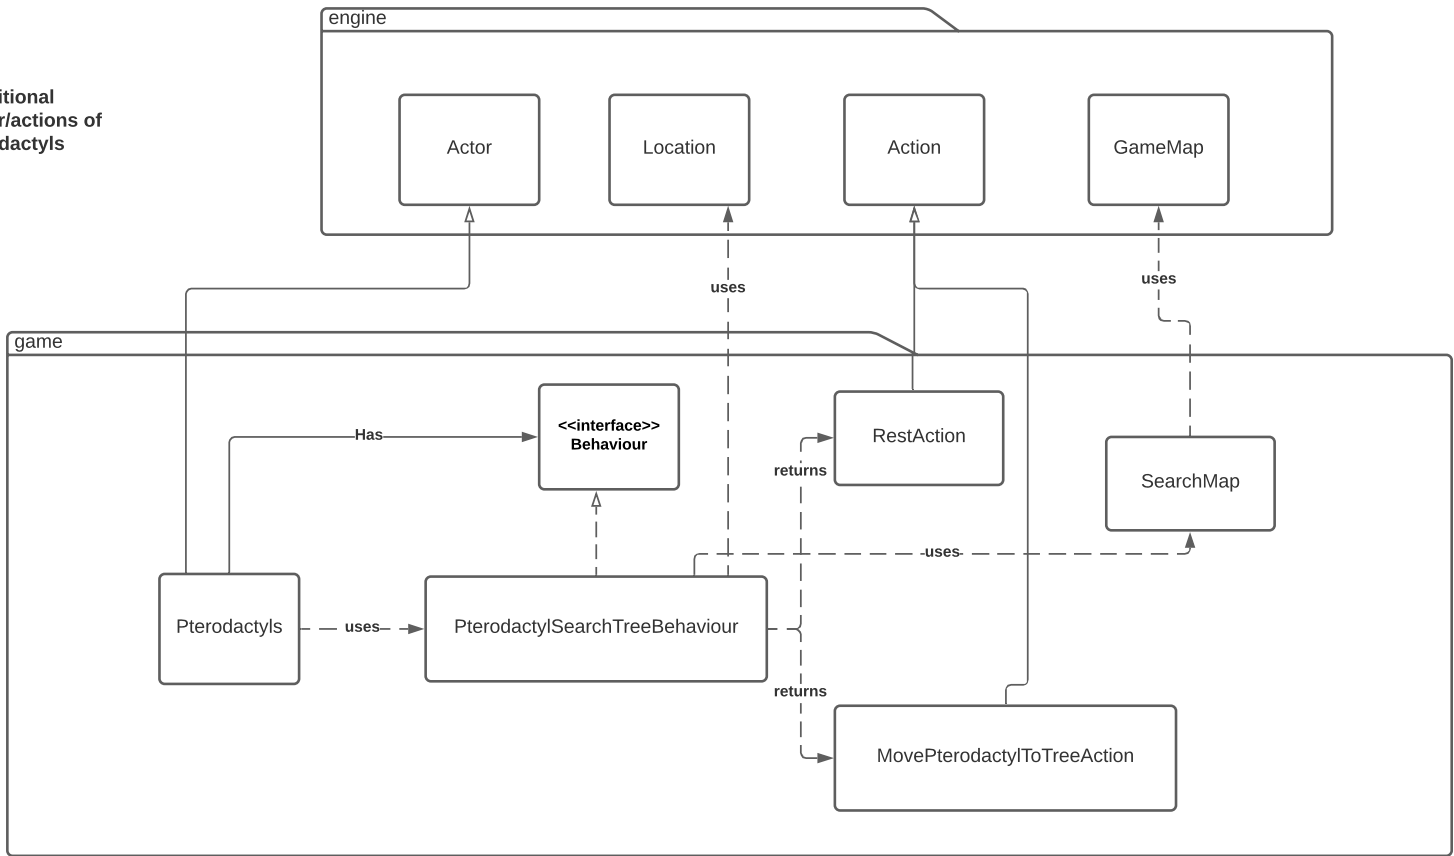 engine
itional
r/actions of
dactyls
Actor
Location
Action
GameMap
uses
uses
game
Has
<<interface>>
Behaviour
RestAction
returns
SearchMap
uses
Pterodactyls
uses
PterodactylSearchTreeBehaviour
returns
MovePterodactylToTreeAction